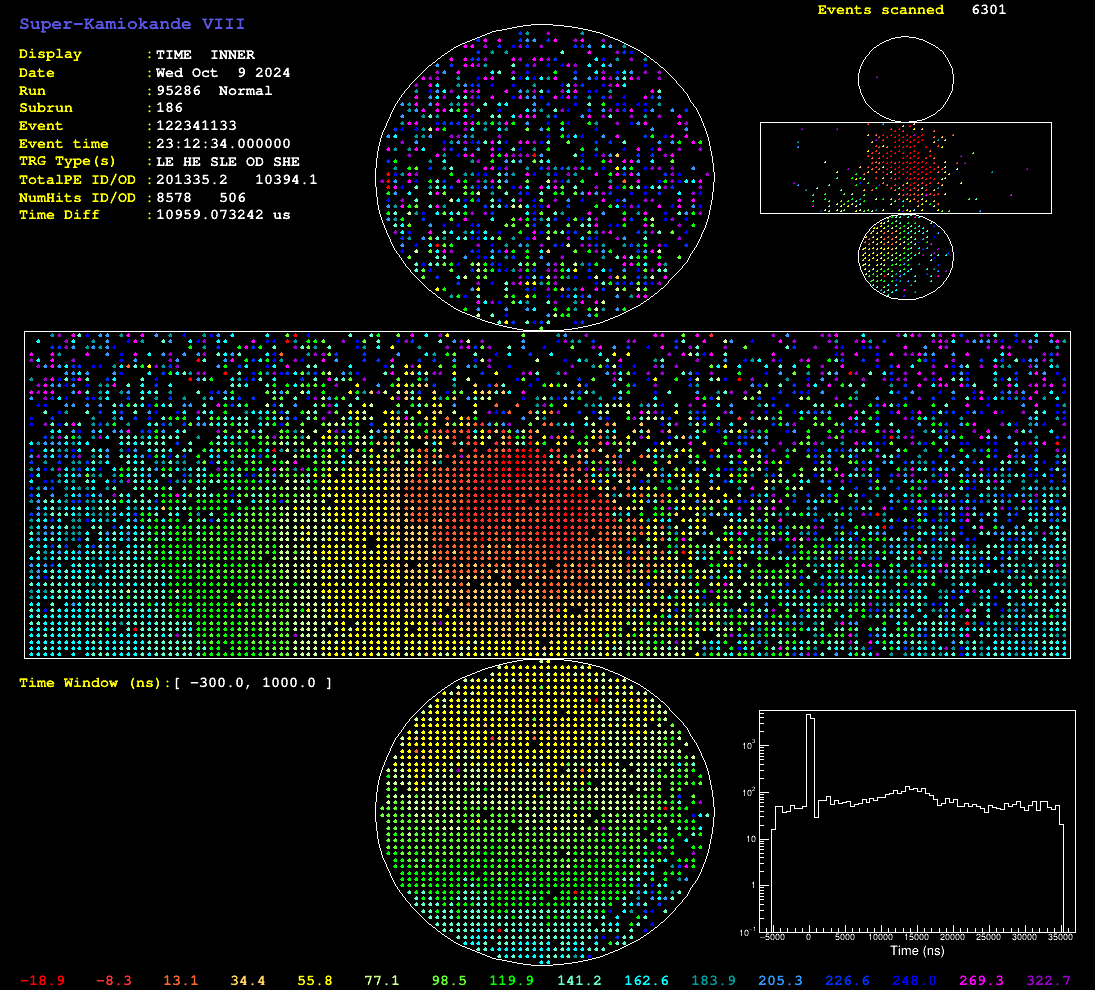 Super-Kamiokande VIII
Events scanned 6301
Display :TIME INNER
Date :Wed Oct 9 2024
Run :95286 Normal
Subrun :186
Event :122341133
Event time :23:12:34.000000
TRG Type(s) :LE HE SLE OD SHE
TotalPE ID/OD :201335.2 10394.1
NumHits ID/OD :8578 506
Time Diff :10959.073242 us
Time Window (ns):[ -300.0, 1000.0 ]
10³
10²
10
1
10⁻¹
-5000 0 5000 10000 15000 20000 25000 30000 35000
Time (ns)
-18.9 -8.3 13.1 34.4 55.8 77.1 98.5 119.9 141.2 162.6 183.9 205.3 226.6 248.0 269.3 322.7